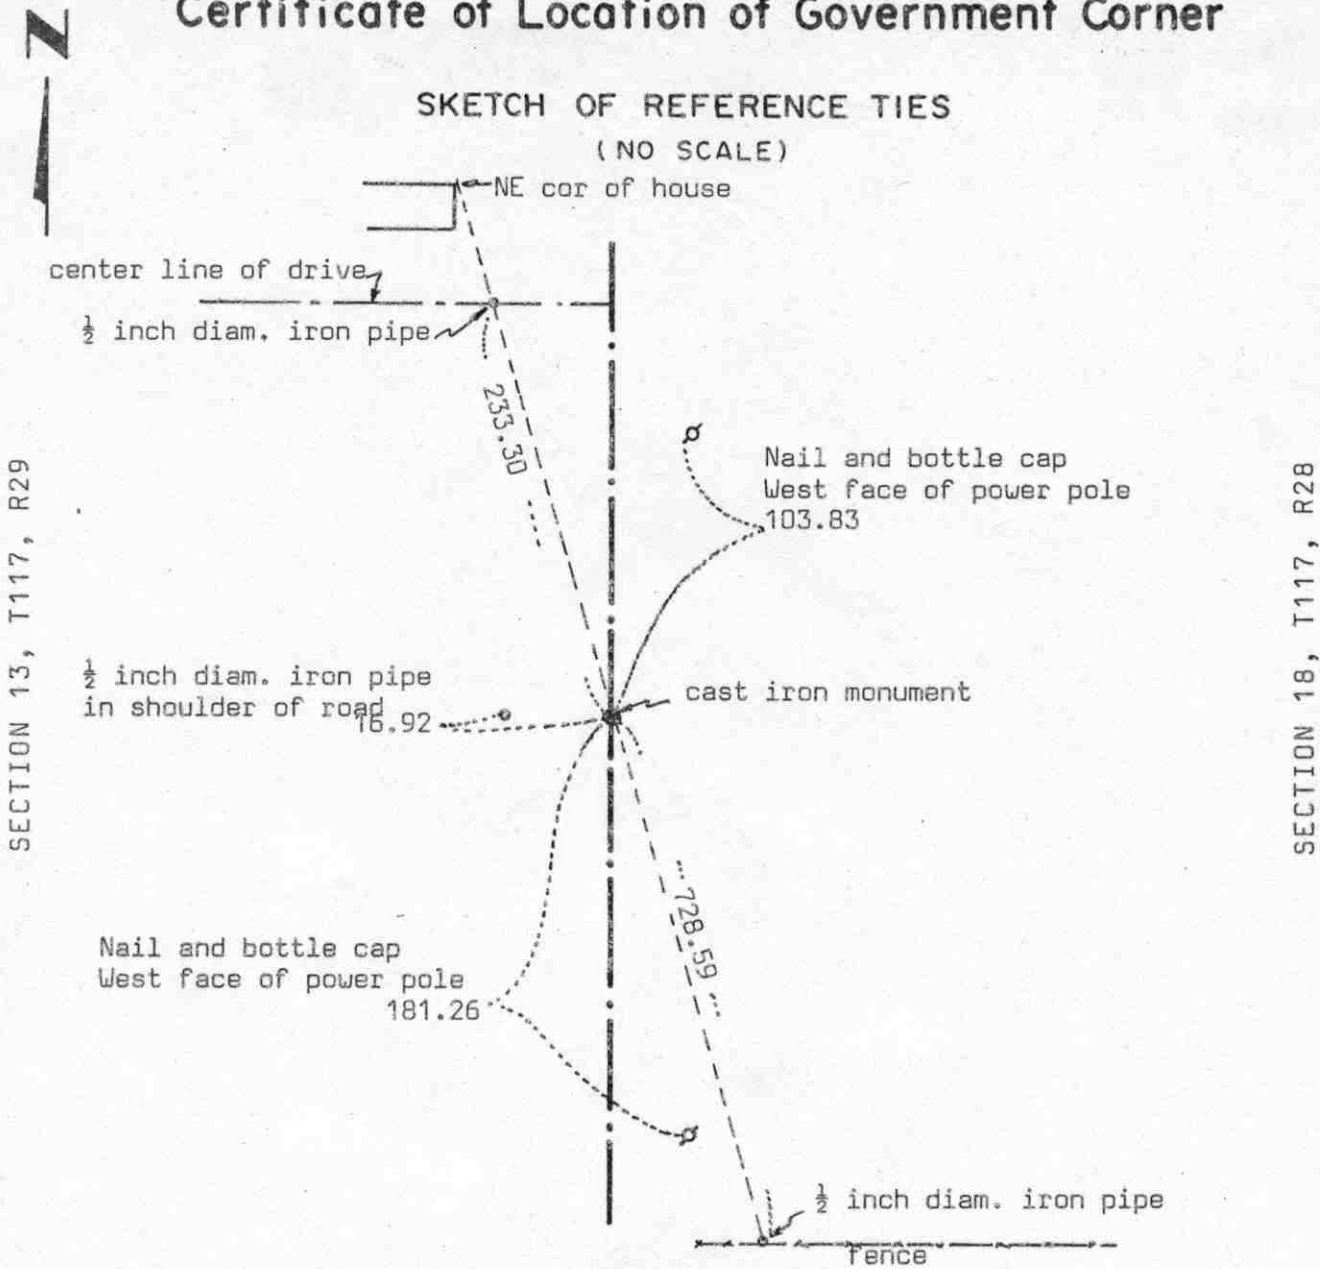 N
Certificate of Location of Government Corner
SKETCH OF REFERENCE TIES
(NO SCALE)
NE cor of house
center line of drive
½ inch diam. iron pipe
233.30
Nail and bottle cap
West face of power pole
103.83
SECTION 13, T117, R29
SECTION 18, T117, R28
½ inch diam. iron pipe
in shoulder of road
16.92
cast iron monument
728.59
Nail and bottle cap
West face of power pole
181.26
½ inch diam. iron pipe
fence